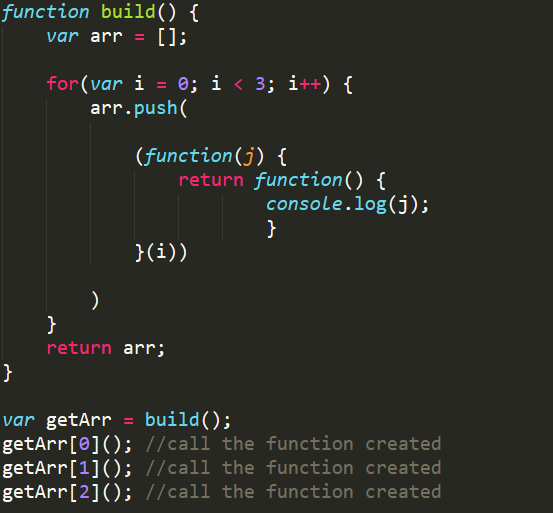 function build() {
    var arr = [];
    for(var i = 0; i < 3; i++) {
        arr.push(
            (function(j) {
                return function() {
                        console.log(j);
                        }
            }(i))
        )
    }
    return arr;
}
var getArr = build();
getArr[0](); //call the function created
getArr[1](); //call the function created
getArr[2](); //call the function created